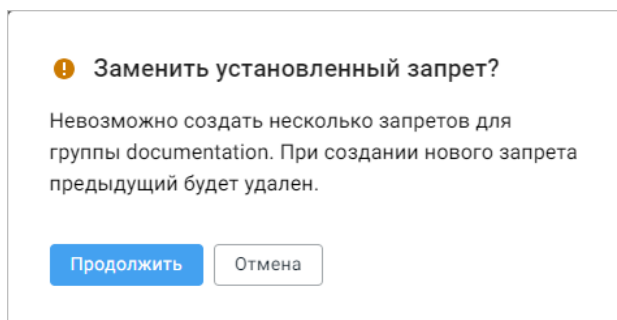 Заменить установленный запрет?
Невозможно создать несколько запретов для
группы documentation. При создании нового запрета
предыдущий будет удален.
Продолжить
Отмена